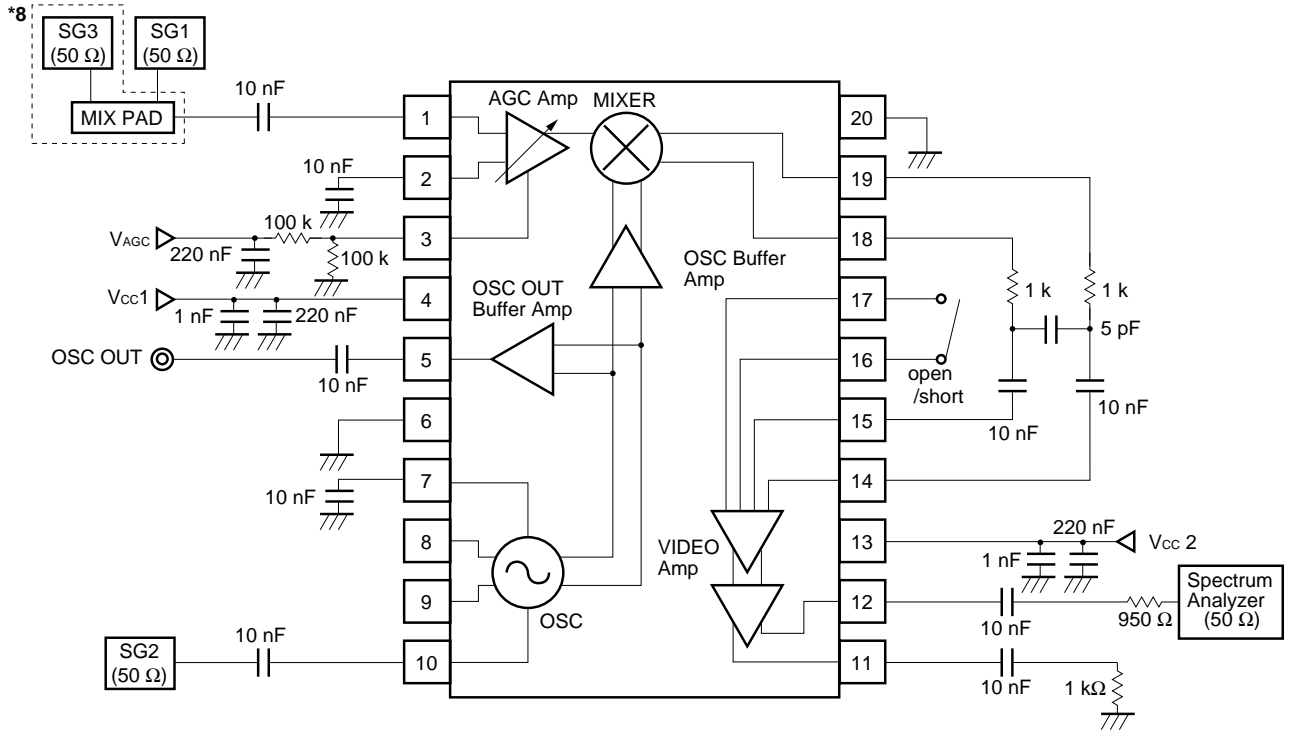 *8
SG3
(50 Ω)
SG1
(50 Ω)
MIX PAD
10 nF
1
AGC Amp
MIXER
20
10 nF
2
19
VAGC
220 nF
100 k
100 k
3
18
OSC Buffer
Amp
1 k
1 k
VCC1
1 nF
220 nF
4
OSC OUT
Buffer Amp
17
5 pF
OSC OUT
10 nF
5
16
open
/short
10 nF
10 nF
6
15
10 nF
7
14
8
VIDEO
Amp
13
1 nF
220 nF
VCC 2
9
OSC
12
10 nF
950 Ω
Spectrum
Analyzer
(50 Ω)
SG2
(50 Ω)
10 nF
10
11
10 nF
1 kΩ